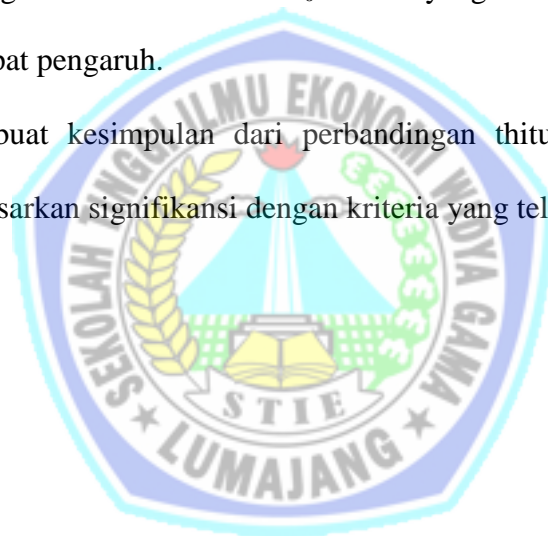 pat pengaruh.
buat kesimpulan dari perbandingan thitu
sarkan signifikansi dengan kriteria yang tel
SEKOLAH TINGGI ILMU EKONOMI WIDYA GAMA
STIE
★ LUMAJANG ★